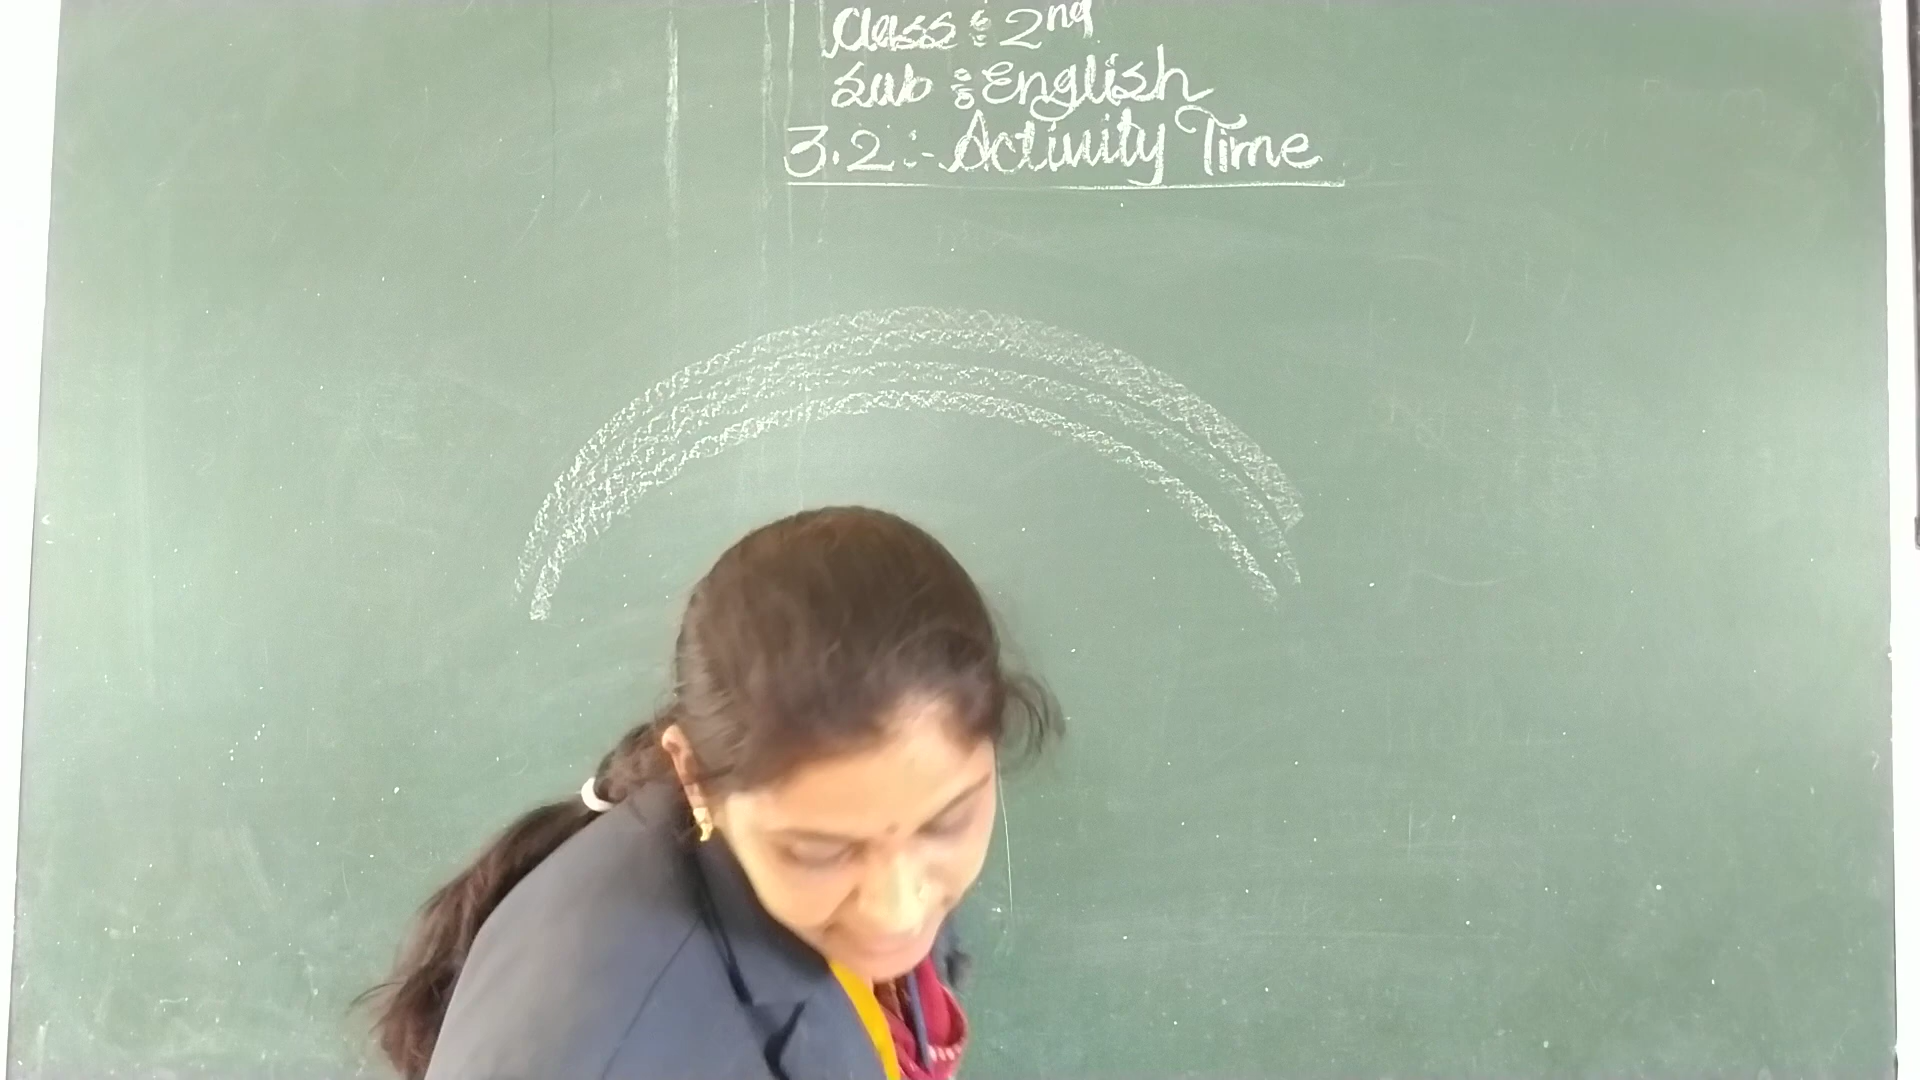 Class : 2nd
Sub : English
3.2 :- Activity Time